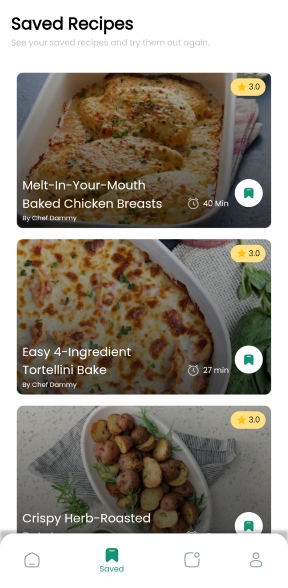 Saved Recipes
See your saved recipes and try them out again.
3.0
Melt-In-Your-Mouth
Baked Chicken Breasts
40 Min
By Chef Dammy
3.0
Easy 4-Ingredient
Tortellini Bake
27 min
By Chef Dammy
3.0
Crispy Herb-Roasted
Saved